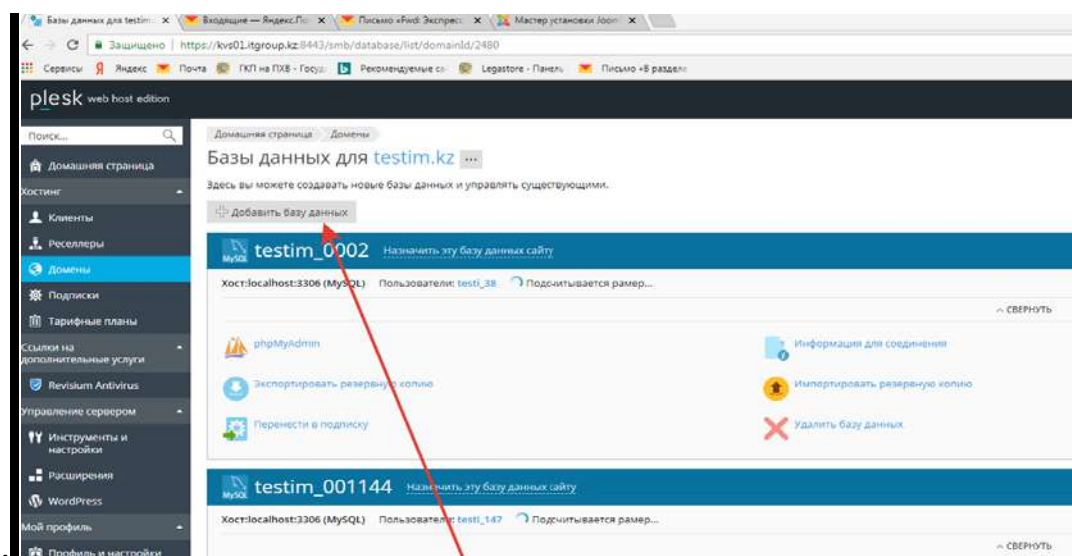 Базы данных для testim
Входящие — Яндекс.По
Письмо «Fwd: Экспресс
Мастер установки Joom
Защищено https://kvs01.itgroup.kz:8443/smb/database/list/domainId/2480
Сервисы Яндекс Почта ГКП на ПХВ - Госуд Рекомендуемые са Legastore - Панель Письмо «В разделе
plesk web host edition
Поиск...
Домашняя страница
Хостинг
Клиенты
Реселлеры
Домены
Подписки
Тарифные планы
Ссылки на
дополнительные услуги
Revisium Antivirus
Управление сервером
Инструменты и
настройки
Расширения
WordPress
Мой профиль
Профиль и настройки
Домашняя страница Домены
Базы данных для testim.kz ...
Здесь вы можете создавать новые базы данных и управлять существующими.
Добавить базу данных
MySQL testim_0002 Назначить эту базу данных сайту
Хост:localhost:3306 (MySQL) Пользователи: testi_38 Подсчитывается рамер...
СВЕРНУТЬ
phpMyAdmin
Информация для соединения
Экспортировать резервную копию
Импортировать резервную копию
Перенести в подписку
Удалить базу данных
MySQL testim_001144 Назначить эту базу данных сайту
Хост:localhost:3306 (MySQL) Пользователи: testi_147 Подсчитывается рамер...
СВЕРНУТЬ